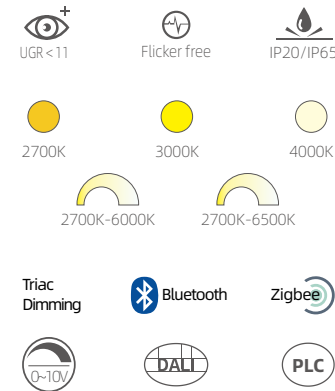 +
UGR<11
Flicker free
IP20/IP65
2700K
3000K
4000K
2700K-6000K
2700K-6500K
Triac
Dimming
Bluetooth
Zigbee
0~10V
DALI
PLC